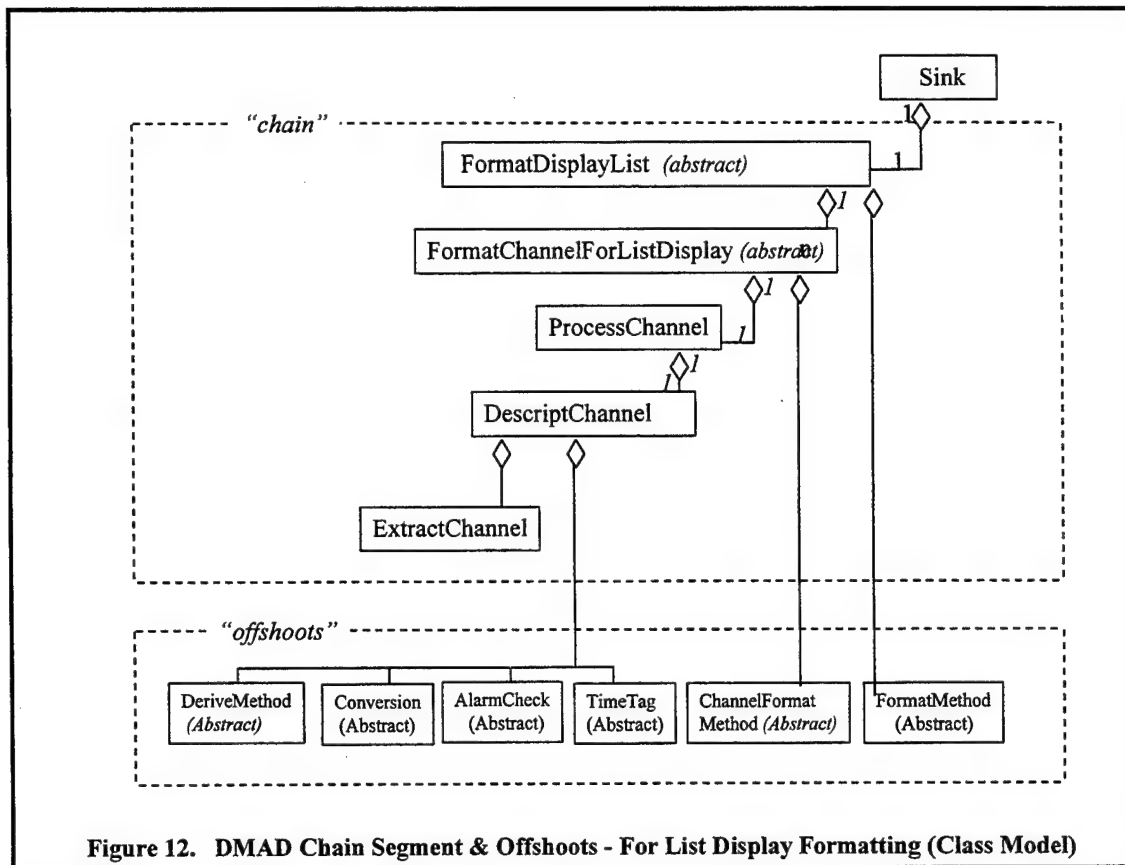 Sink
1
"chain"
FormatDisplayList (abstract)
1
1
FormatChannelForListDisplay (abstract)
n
1
ProcessChannel
1
1
1
DescriptChannel
ExtractChannel
"offshoots"
DeriveMethod
(Abstract)
Conversion
(Abstract)
AlarmCheck
(Abstract)
TimeTag
(Abstract)
ChannelFormat
Method (Abstract)
FormatMethod
(Abstract)
Figure 12. DMAD Chain Segment & Offshoots - For List Display Formatting (Class Model)